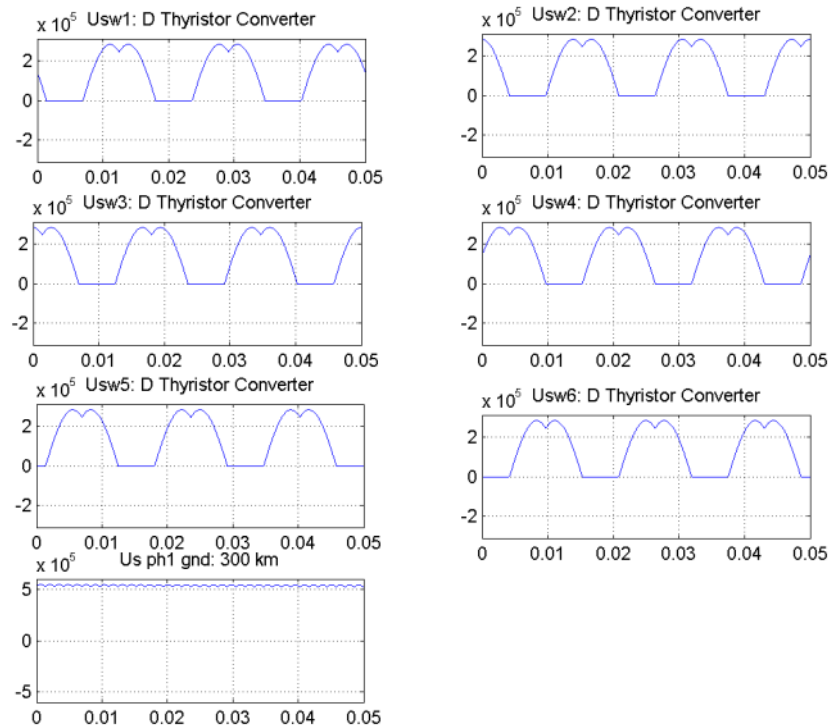 x 10^5 Usw1: D Thyristor Converter
2
0
-2
0 0.01 0.02 0.03 0.04 0.05
x 10^5 Usw2: D Thyristor Converter
2
0
-2
0 0.01 0.02 0.03 0.04 0.05
x 10^5 Usw3: D Thyristor Converter
2
0
-2
0 0.01 0.02 0.03 0.04 0.05
x 10^5 Usw4: D Thyristor Converter
2
0
-2
0 0.01 0.02 0.03 0.04 0.05
x 10^5 Usw5: D Thyristor Converter
2
0
-2
0 0.01 0.02 0.03 0.04 0.05
x 10^5 Usw6: D Thyristor Converter
2
0
-2
0 0.01 0.02 0.03 0.04 0.05
x 10^5 Us ph1 gnd: 300 km
5
0
-5
0 0.01 0.02 0.03 0.04 0.05